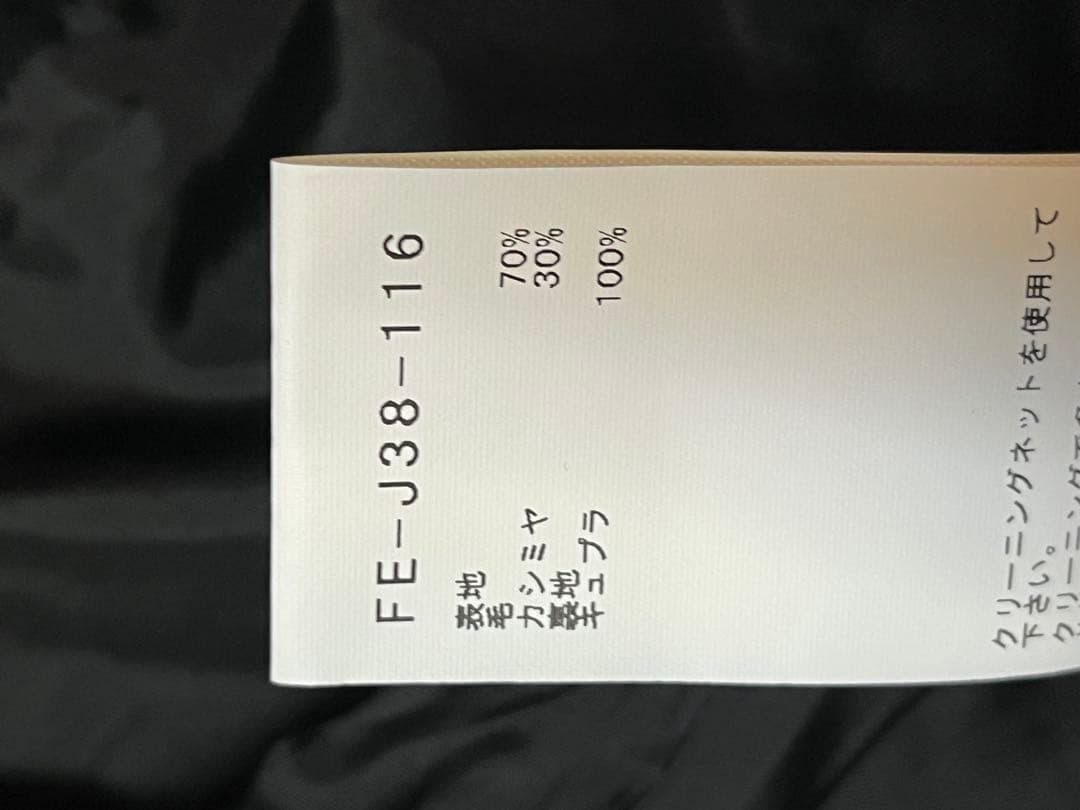 FE-J38-116
表地
毛 70%
カシミヤ 30%
裏地
キュプラ 100%
クリーニングネットを使用して
下さい。